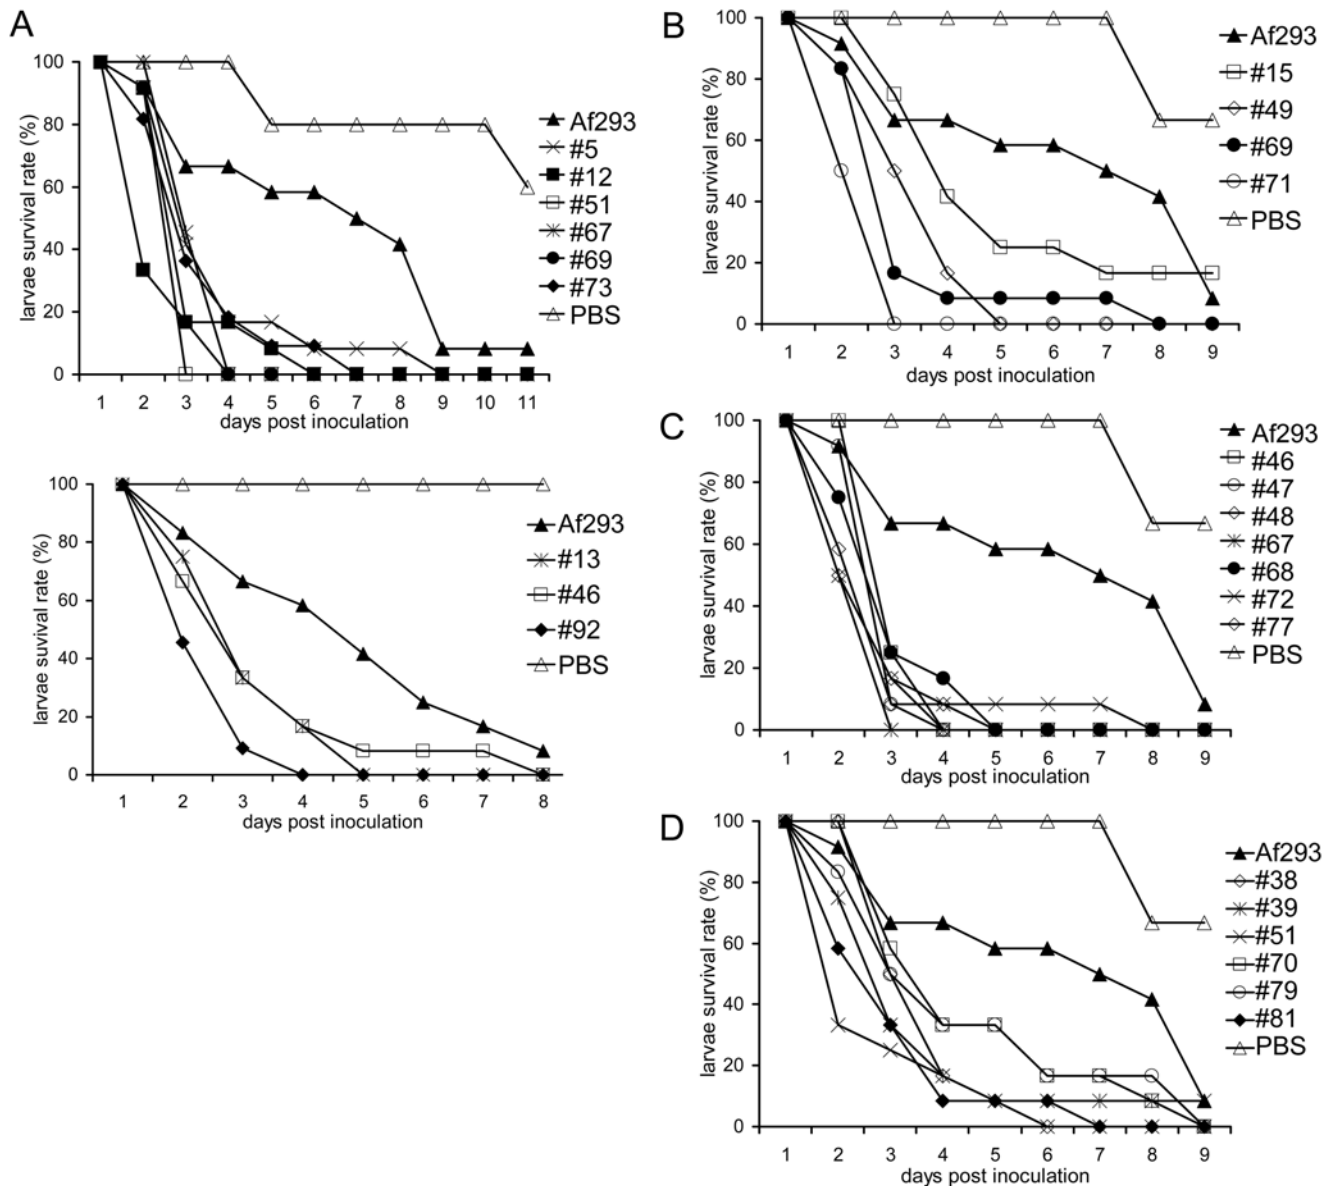 A
larvae survival rate (%)
100
80
60
40
20
0
1 2 3 4 5 6 7 8 9 10 11
days post inoculation
Af293
#5
#12
#51
#67
#69
#73
PBS
larvae suvival rate (%)
100
80
60
40
20
0
1 2 3 4 5 6 7 8
days post inoculation
Af293
#13
#46
#92
PBS
B
larvae survival rate (%)
100
80
60
40
20
0
1 2 3 4 5 6 7 8 9
days post inoculation
Af293
#15
#49
#69
#71
PBS
C
larvae survival rate (%)
100
80
60
40
20
0
1 2 3 4 5 6 7 8 9
days post inoculation
Af293
#46
#47
#48
#67
#68
#72
#77
PBS
D
larvae survival rate (%)
100
80
60
40
20
0
1 2 3 4 5 6 7 8 9
days post inoculation
Af293
#38
#39
#51
#70
#79
#81
PBS